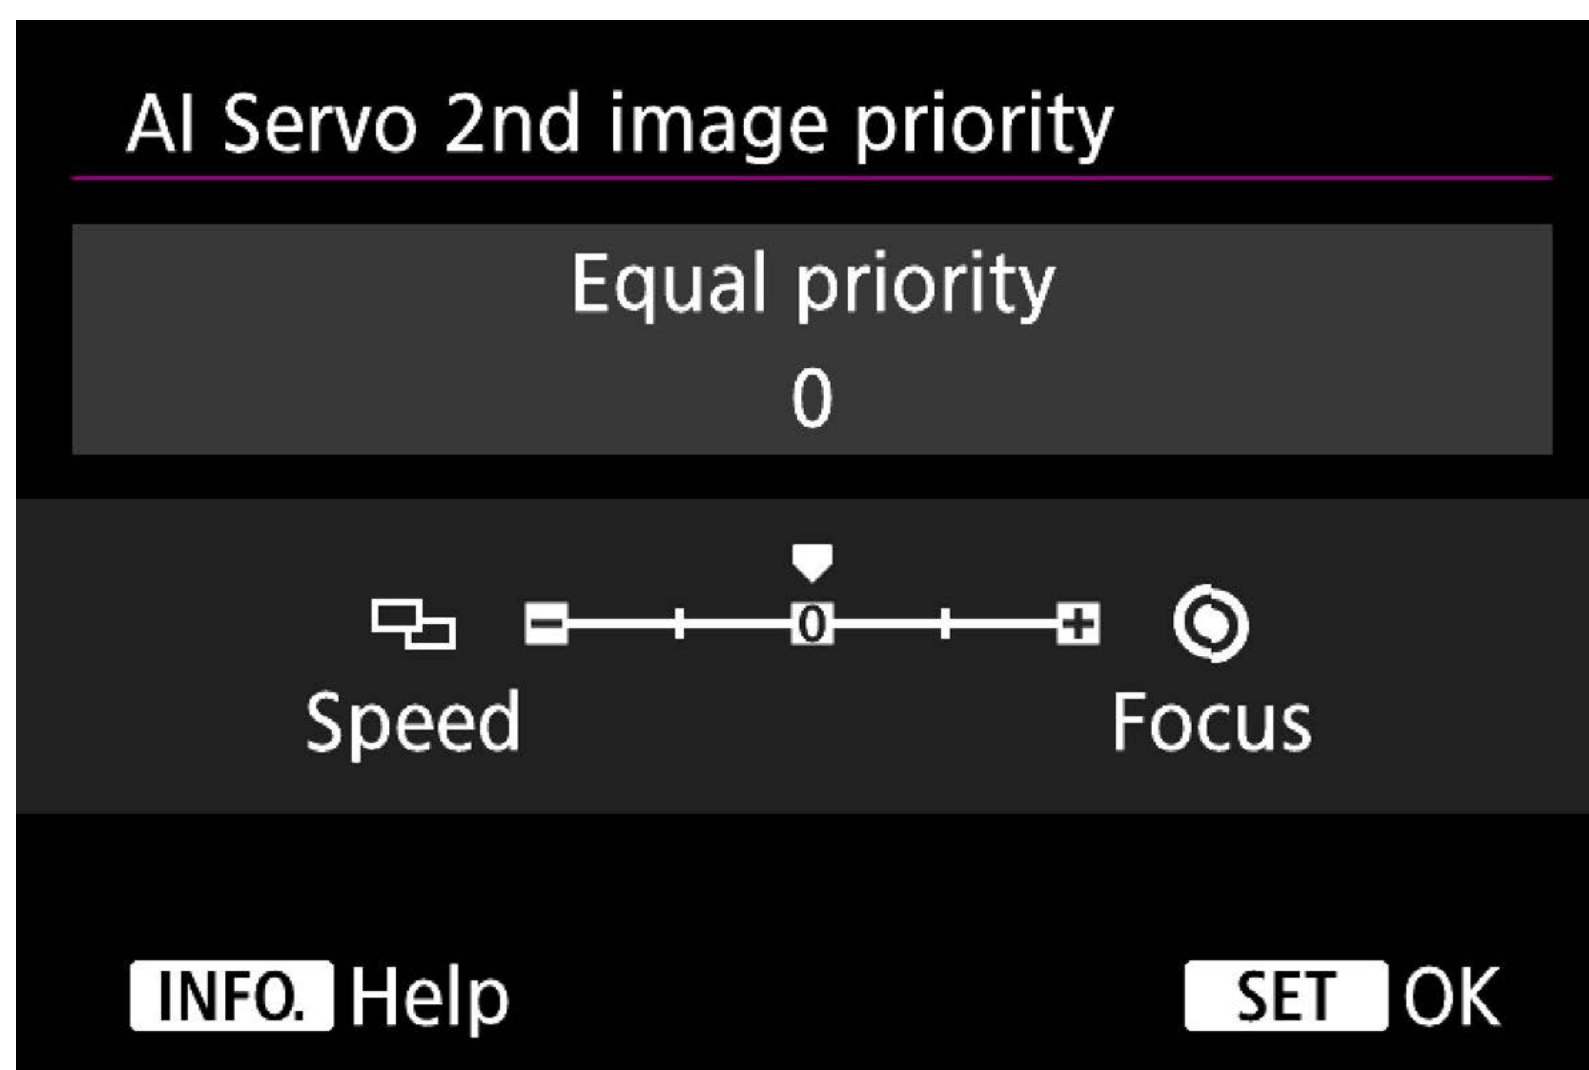 AI Servo 2nd image priority
Equal priority
0
- 0 +
Speed Focus
INFO. Help SET OK